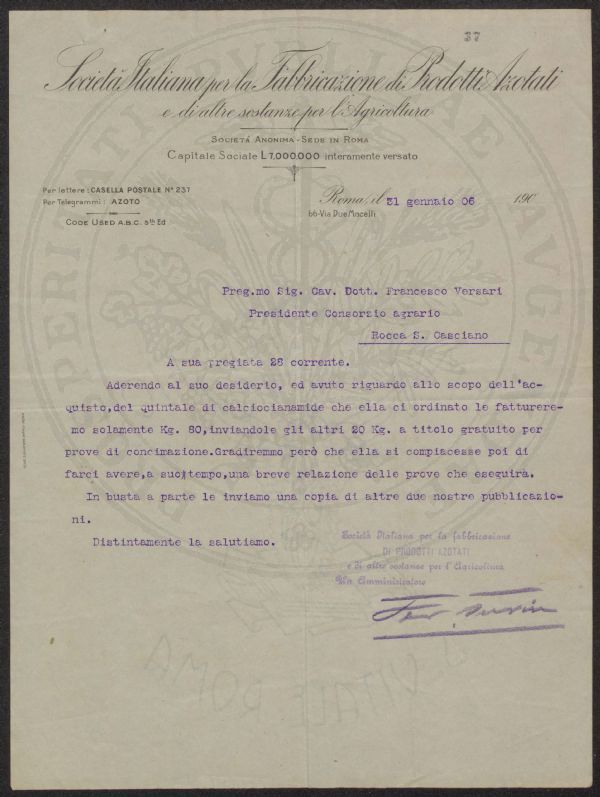 37
Società Italiana per la Fabbricazione di Prodotti Azotati
e di altre sostanze per l'Agricoltura
Società Anonima - Sede in Roma
Capitale Sociale L 7.000.000 interamente versato
Per lettere: CASELLA POSTALE N° 237
Per Telegrammi: AZOTO
Code Used A.B.C. 5th Ed
Roma, il 31 gennaio 06 190
66-Via Due Macelli
Preg.mo Sig. Cav. Dott. Francesco Versari
Presidente Consorzio agrario
Rocca S. Casciano
A sua pregiata 28 corrente.
Aderendo al suo desiderio, ed avuto riguardo allo scopo dell'ac-
quisto,del quintale di calciocianamide che ella ci ordinato le fatturere-
mo solamente Kg. 80,inviandole gli altri 20 Kg. a titolo gratuito per
prove di concimazione.Gradiremmo però che ella si compiacesse poi di
farci avere,a suo tempo,una breve relazione delle prove che eseguirà.
In busta a parte le inviamo una copia di altre due nostre pubblicazio-
ni.
Distintamente la salutiamo.
Società Italiana per la fabbricazione
DI PRODOTTI AZOTATI
e di altre sostanze per l'Agricoltura
Un Amministratore
VITALE ROMA